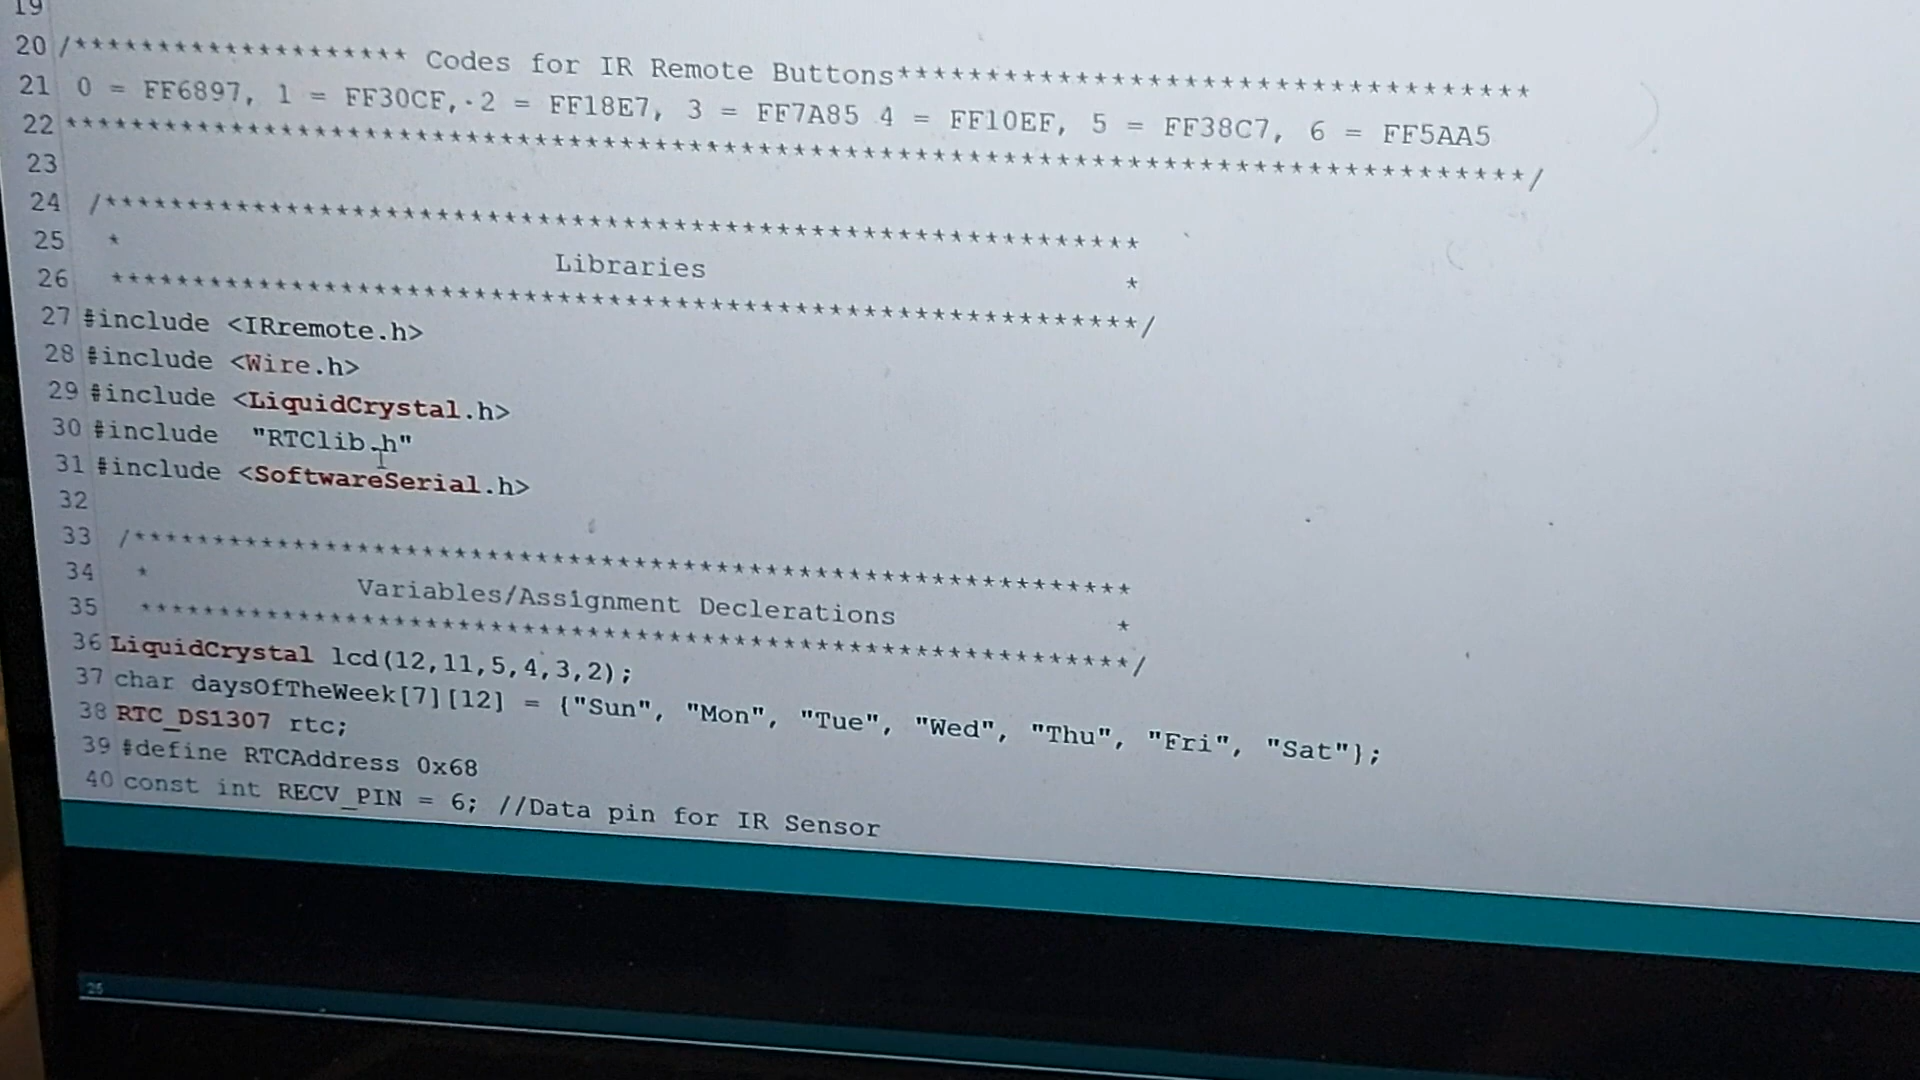 19
20 /******************** Codes for IR Remote Buttons**********************************
21 0 = FF6897, 1 = FF30CF, 2 = FF18E7, 3 = FF7A85 4 = FF10EF, 5 = FF38C7, 6 = FF5AA5
22 ***************************************************************************************/
23
24 /***************************************************************
25 * Libraries *
26 ***************************************************************/
27 #include <IRremote.h>
28 #include <Wire.h>
29 #include <LiquidCrystal.h>
30 #include "RTClib.h"
31 #include <SoftwareSerial.h>
32
33 /***************************************************************
34 * Variables/Assignment Declerations *
35 ***************************************************************/
36 LiquidCrystal lcd(12,11,5,4,3,2);
37 char daysOfTheWeek[7][12] = {"Sun", "Mon", "Tue", "Wed", "Thu", "Fri", "Sat"};
38 RTC_DS1307 rtc;
39 #define RTCAddress 0x68
40 const int RECV_PIN = 6; //Data pin for IR Sensor
25